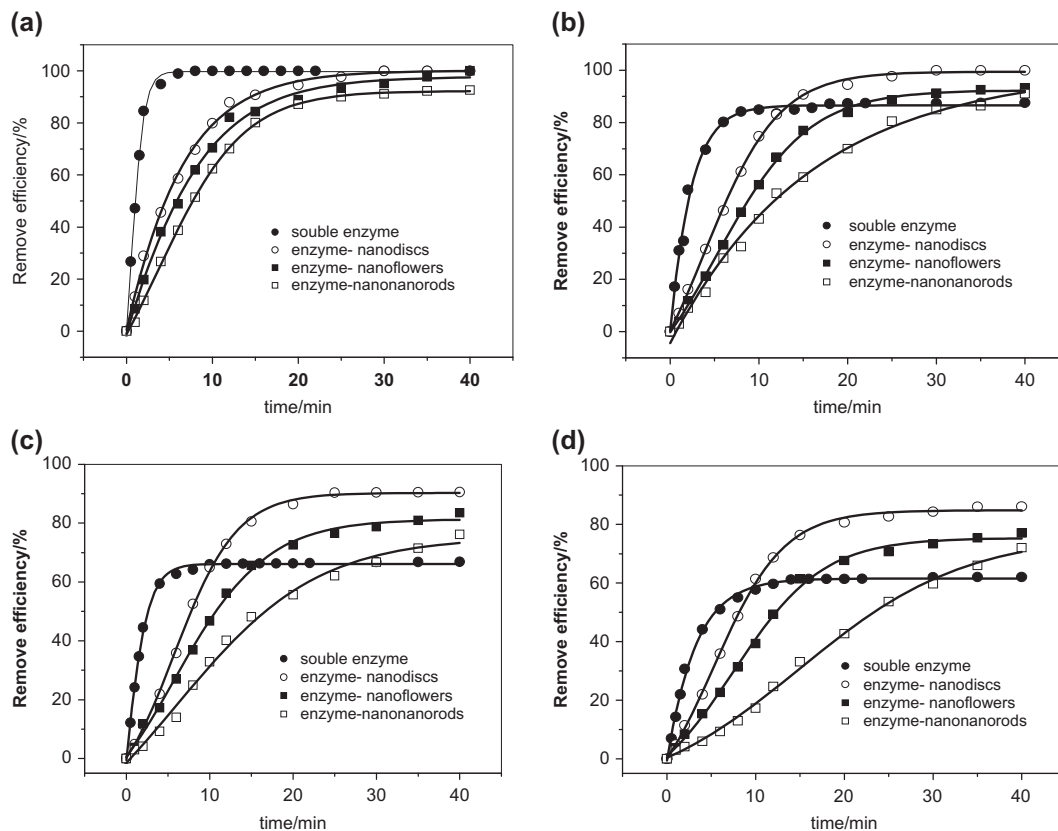 (a)
Remove efficiency/%
100
80
60
40
20
0
souble enzyme
enzyme- nanodiscs
enzyme- nanoflowers
enzyme-nanonanorods
0 10 20 30 40
time/min
(b)
Remove efficiency/%
100
80
60
40
20
0
souble enzyme
enzyme- nanodiscs
enzyme- nanoflowers
enzyme-nanonanorods
0 10 20 30 40
time/min
(c)
Remove efficiency/%
100
80
60
40
20
0
souble enzyme
enzyme- nanodiscs
enzyme- nanoflowers
enzyme-nanonanorods
0 10 20 30 40
time/min
(d)
Remove efficiency/%
100
80
60
40
20
0
souble enzyme
enzyme- nanodiscs
enzyme- nanoflowers
enzyme-nanonanorods
0 10 20 30 40
time/min